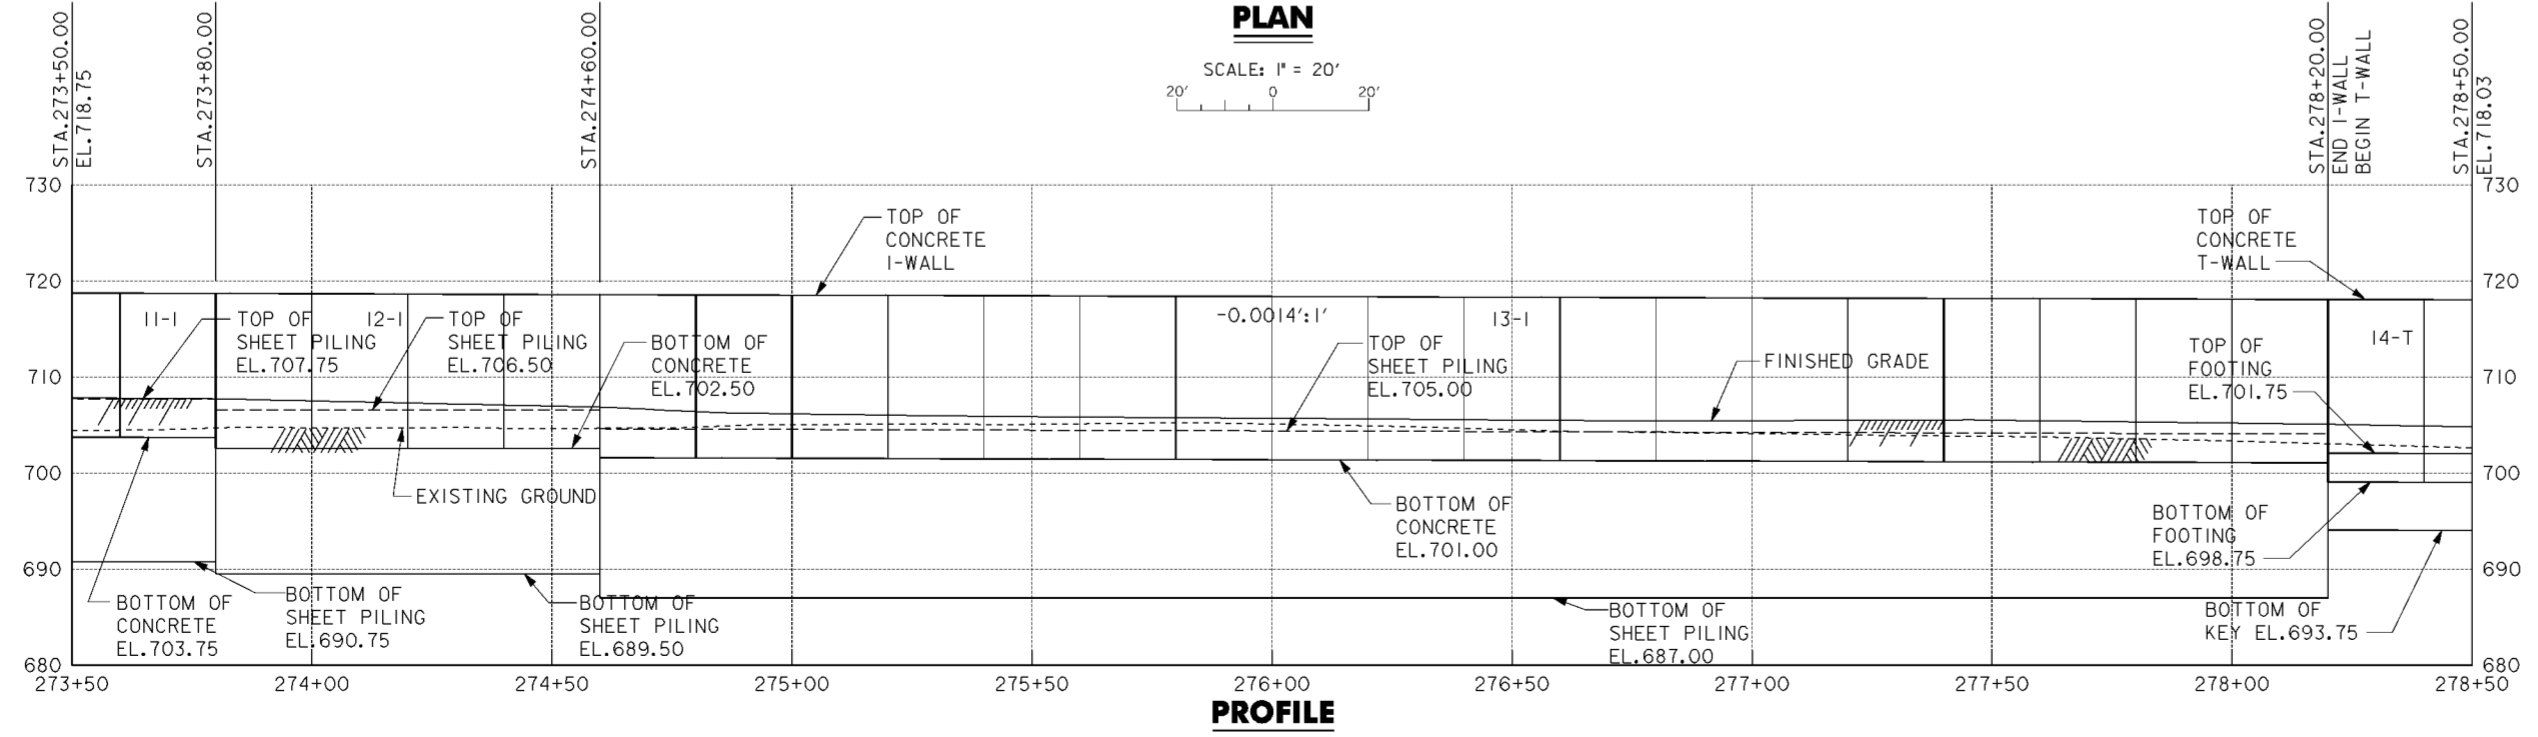 PLAN
SCALE: 1" = 20'
20' 0 20'
STA.273+50.00
EL.718.75
STA.273+80.00
STA.274+60.00
STA.278+20.00
END I-WALL
BEGIN T-WALL
STA.278+50.00
EL.718.03
730
730
TOP OF
CONCRETE
I-WALL
TOP OF
CONCRETE
T-WALL
720
720
11-I
TOP OF
SHEET PILING
EL.707.75
12-I
TOP OF
SHEET PILING
EL.706.50
BOTTOM OF
CONCRETE
EL.702.50
-0.0014':1'
TOP OF
SHEET PILING
EL.705.00
13-I
FINISHED GRADE
TOP OF
FOOTING
EL.701.75
14-T
710
710
EXISTING GROUND
700
700
BOTTOM OF
CONCRETE
EL.701.00
BOTTOM OF
FOOTING
EL.698.75
690
690
BOTTOM OF
CONCRETE
EL.703.75
BOTTOM OF
SHEET PILING
EL.690.75
BOTTOM OF
SHEET PILING
EL.689.50
BOTTOM OF
SHEET PILING
EL.687.00
BOTTOM OF
KEY EL.693.75
680
680
273+50 274+00 274+50 275+00 275+50 276+00 276+50 277+00 277+50 278+00 278+50
PROFILE